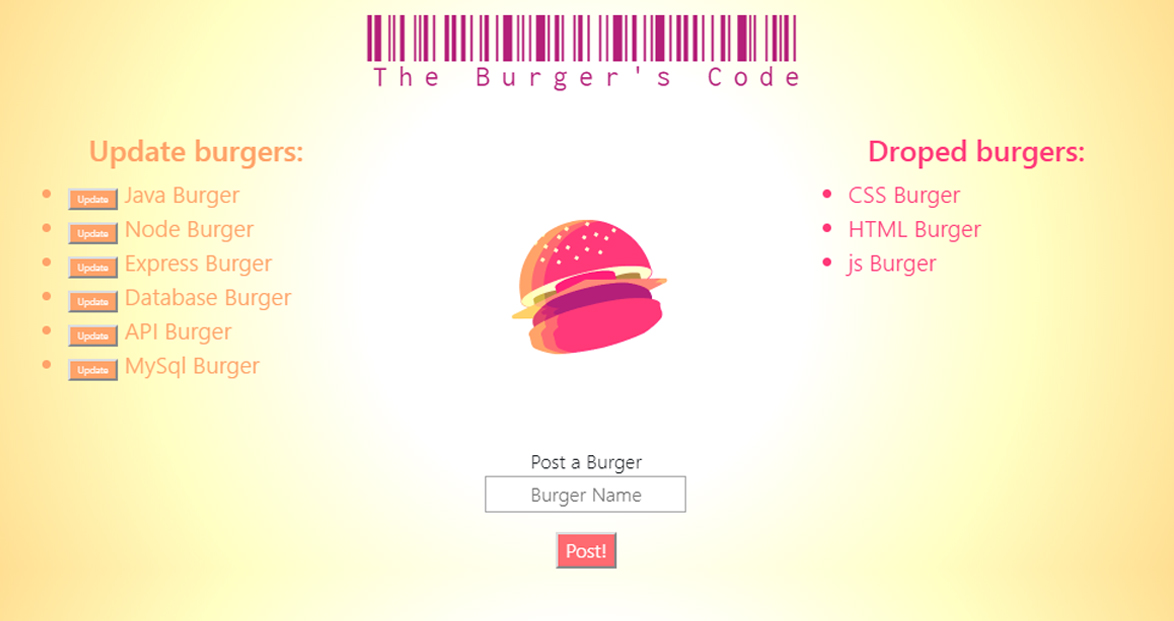 The Burger's Code
Update burgers:
Update Java Burger
Update Node Burger
Update Express Burger
Update Database Burger
Update API Burger
Update MySql Burger
Droped burgers:
CSS Burger
HTML Burger
js Burger
Post a Burger
Burger Name
Post!